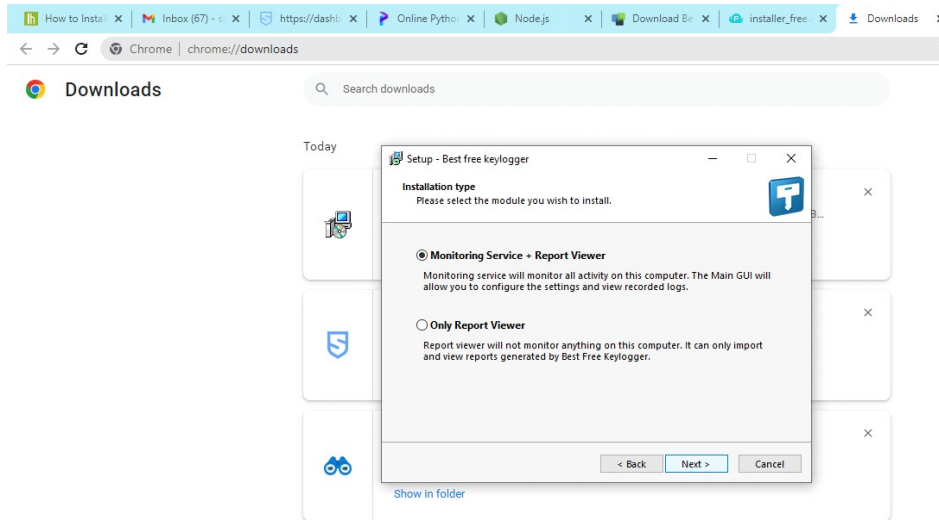 How to Instal
Inbox (67) - s
https://dashb
Online Pytho
Node.js
Download Be
installer_free.
Downloads
Chrome | chrome://downloads
Downloads
Search downloads
Today
Setup - Best free keylogger
Installation type
Please select the module you wish to install.
B...
Monitoring Service + Report Viewer
Monitoring service will monitor all activity on this computer. The Main GUI will
allow you to configure the settings and view recorded logs.
Only Report Viewer
Report viewer will not monitor anything on this computer. It can only import
and view reports generated by Best Free Keylogger.
< Back
Next >
Cancel
Show in folder